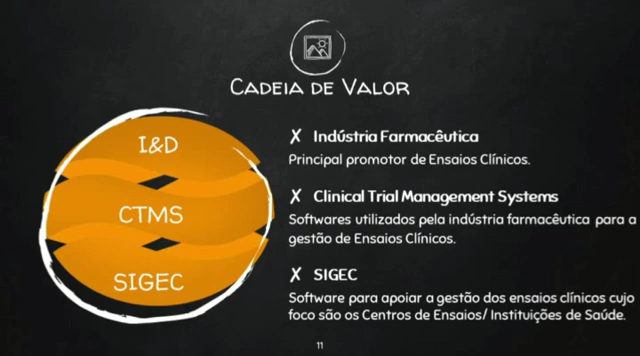 CADEIA DE VALOR
I&D
CTMS
SIGEC
✗ Indústria Farmacêutica
Principal promotor de Ensaios Clínicos.
✗ Clinical Trial Management Systems
Softwares utilizados pela indústria farmacêutica para a
gestão de Ensaios Clínicos.
✗ SIGEC
Software para apoiar a gestão dos ensaios clínicos cujo
foco são os Centros de Ensaios/ Instituições de Saúde.
11